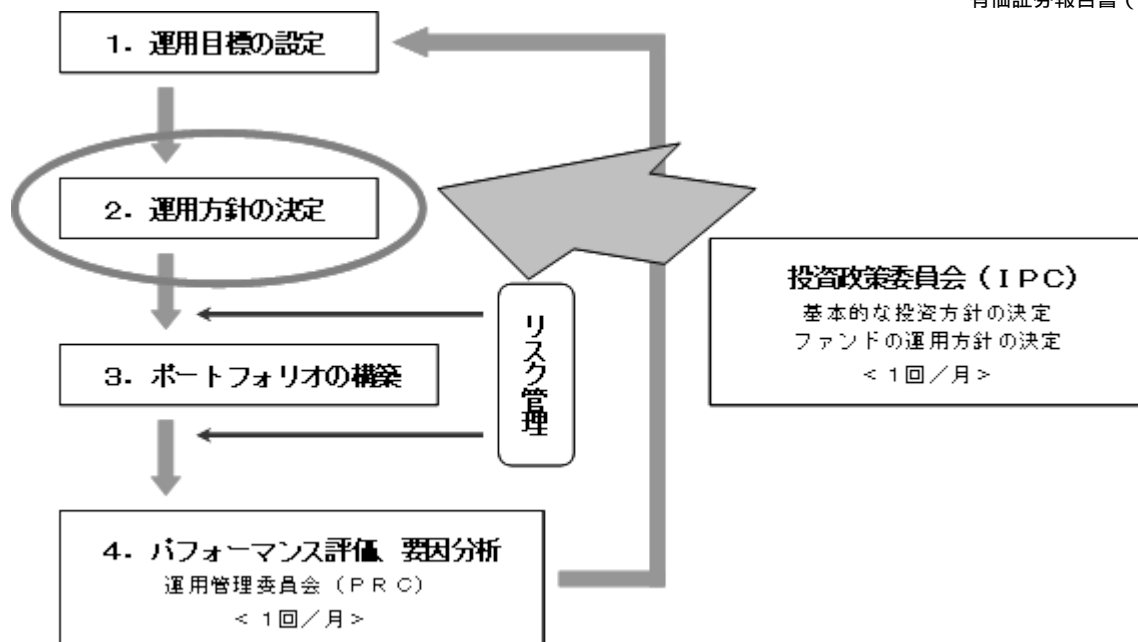 有価証券報告書（
1．運用目標の設定
2．運用方針の決定
リスク管理
投資政策委員会（ＩＰＣ）
基本的な投資方針の決定
ファンドの運用方針の決定
＜１回／月＞
3．ポートフォリオの構築
4．パフォーマンス評価、要因分析
運用管理委員会（ＰＲＣ）
＜１回／月＞